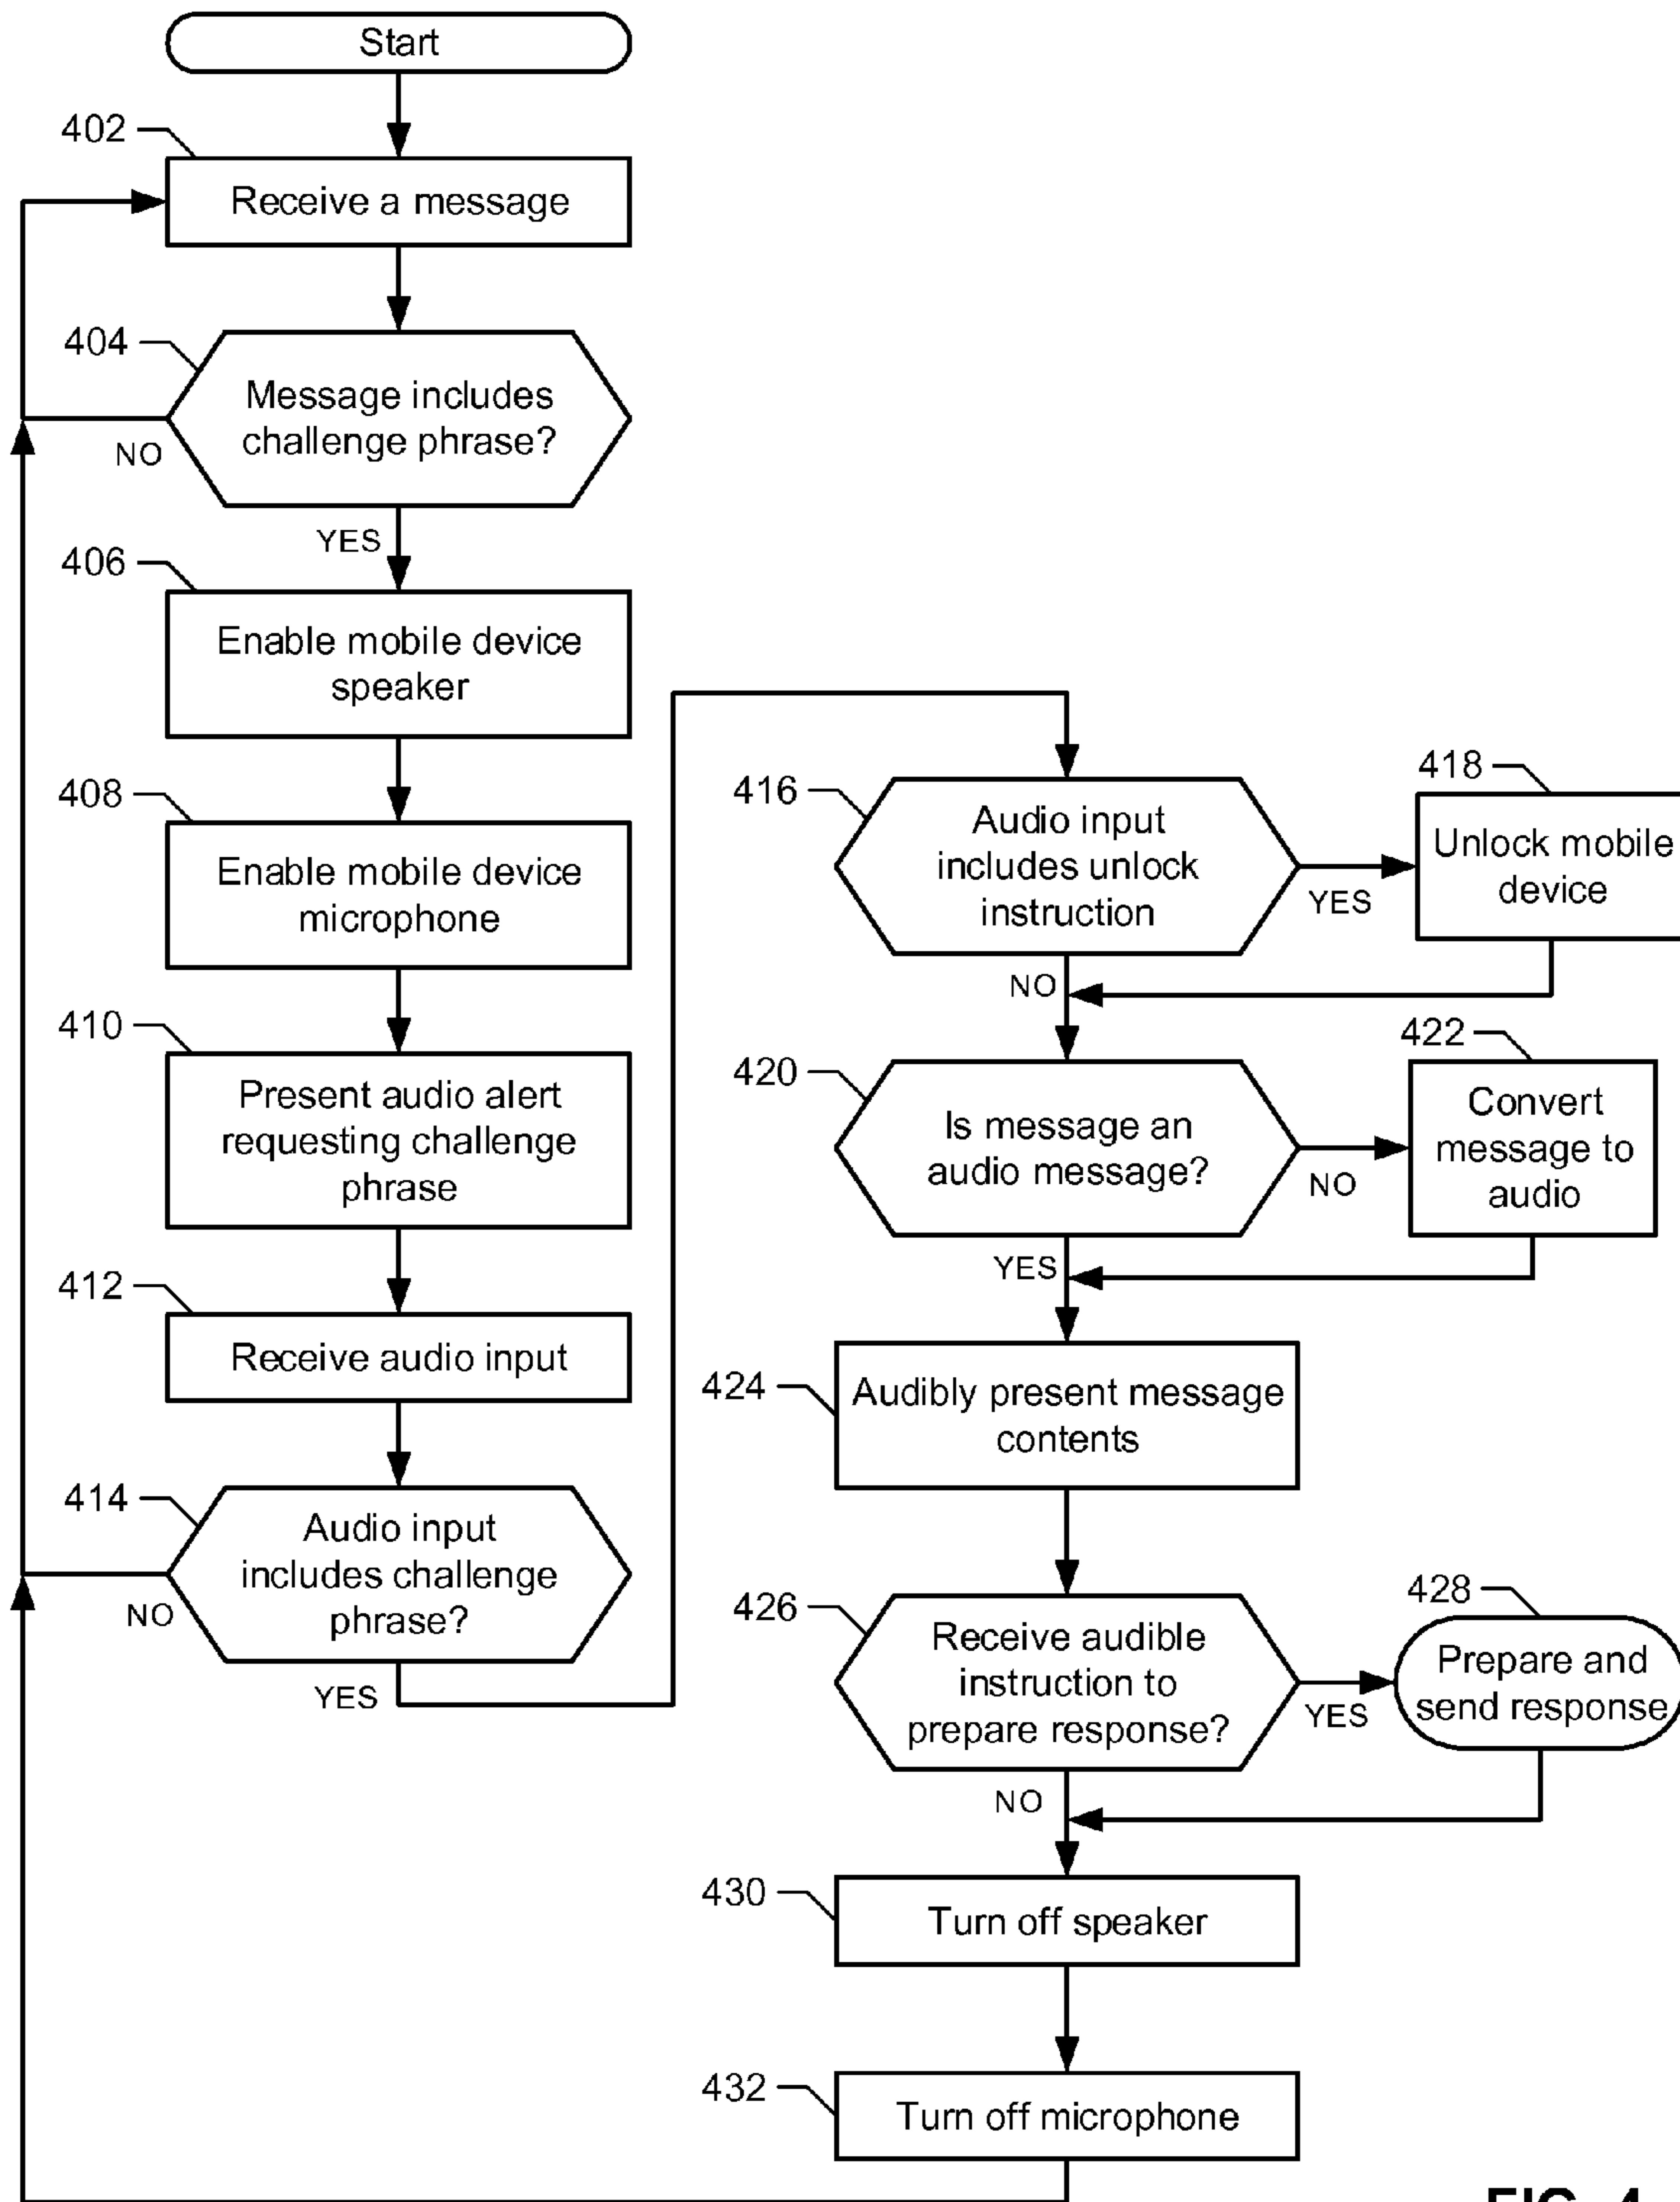 Start
402
Receive a message
404
Message includes
challenge phrase?
NO
YES
406
Enable mobile device
speaker
408
Enable mobile device
microphone
410
Present audio alert
requesting challenge
phrase
412
Receive audio input
414
Audio input
includes challenge
phrase?
NO
YES
416
Audio input
includes unlock
instruction
YES
418
Unlock mobile
device
NO
420
Is message an
audio message?
NO
422
Convert
message to
audio
YES
424
Audibly present message
contents
426
Receive audible
instruction to
prepare response?
YES
428
Prepare and
send response
NO
430
Turn off speaker
432
Turn off microphone
FIG. 4